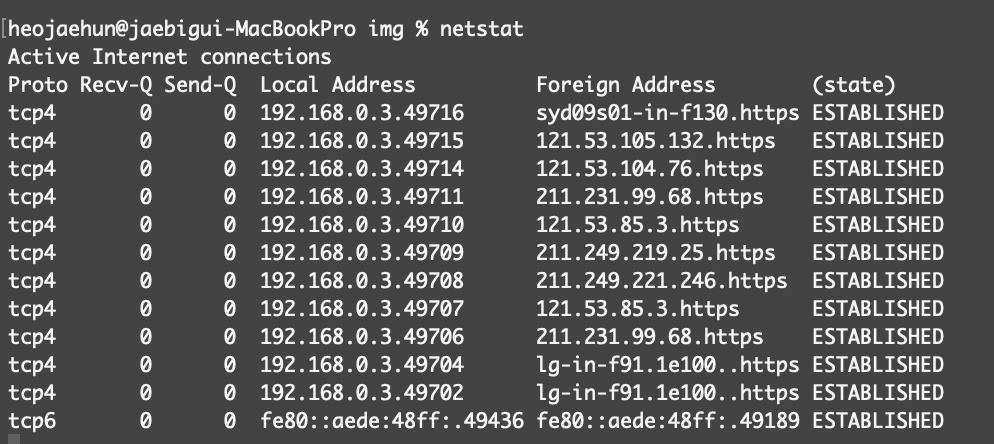 [heojaehun@jaebigui-MacBookPro img % netstat
Active Internet connections
Proto Recv-Q Send-Q  Local Address          Foreign Address        (state)
tcp4       0      0  192.168.0.3.49716      syd09s01-in-f130.https ESTABLISHED
tcp4       0      0  192.168.0.3.49715      121.53.105.132.https   ESTABLISHED
tcp4       0      0  192.168.0.3.49714      121.53.104.76.https    ESTABLISHED
tcp4       0      0  192.168.0.3.49711      211.231.99.68.https    ESTABLISHED
tcp4       0      0  192.168.0.3.49710      121.53.85.3.https      ESTABLISHED
tcp4       0      0  192.168.0.3.49709      211.249.219.25.https   ESTABLISHED
tcp4       0      0  192.168.0.3.49708      211.249.221.246.https  ESTABLISHED
tcp4       0      0  192.168.0.3.49707      121.53.85.3.https      ESTABLISHED
tcp4       0      0  192.168.0.3.49706      211.231.99.68.https    ESTABLISHED
tcp4       0      0  192.168.0.3.49704      lg-in-f91.1e100..https ESTABLISHED
tcp4       0      0  192.168.0.3.49702      lg-in-f91.1e100..https ESTABLISHED
tcp6       0      0  fe80::aede:48ff:.49436 fe80::aede:48ff:.49189 ESTABLISHED